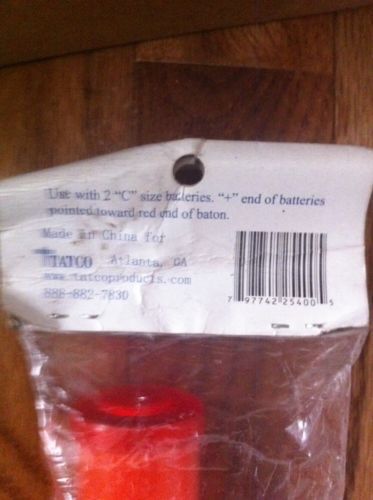 Use with 2 "C" size batteries. "+" end of batteries
pointed toward red end of baton.
Made in China for
TATCO Atlanta, GA
www.tatcoproducts.com
888-882-7830
7 97742 25400 5